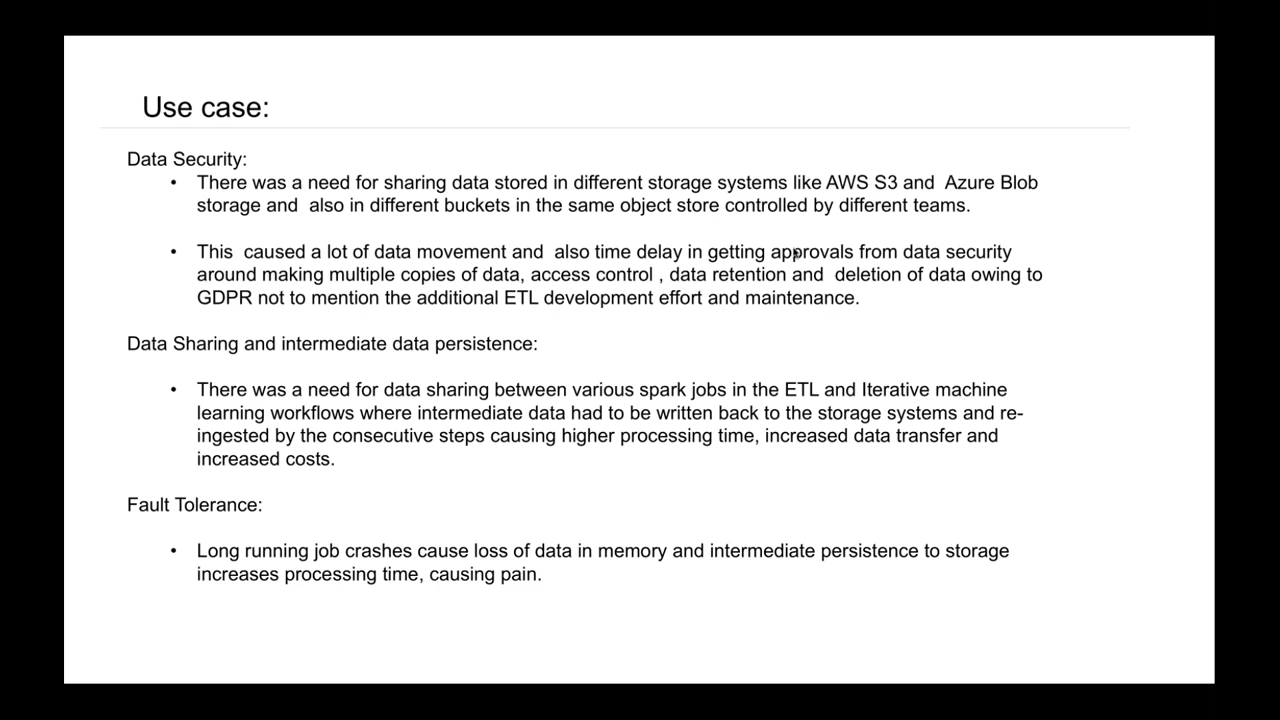 Use case:
Data Security:
• There was a need for sharing data stored in different storage systems like AWS S3 and  Azure Blob
storage and  also in different buckets in the same object store controlled by different teams.
• This  caused a lot of data movement and  also time delay in getting approvals from data security
around making multiple copies of data, access control , data retention and  deletion of data owing to
GDPR not to mention the additional ETL development effort and maintenance.
Data Sharing and intermediate data persistence:
• There was a need for data sharing between various spark jobs in the ETL and Iterative machine
learning workflows where intermediate data had to be written back to the storage systems and re-
ingested by the consecutive steps causing higher processing time, increased data transfer and
increased costs.
Fault Tolerance:
• Long running job crashes cause loss of data in memory and intermediate persistence to storage
increases processing time, causing pain.